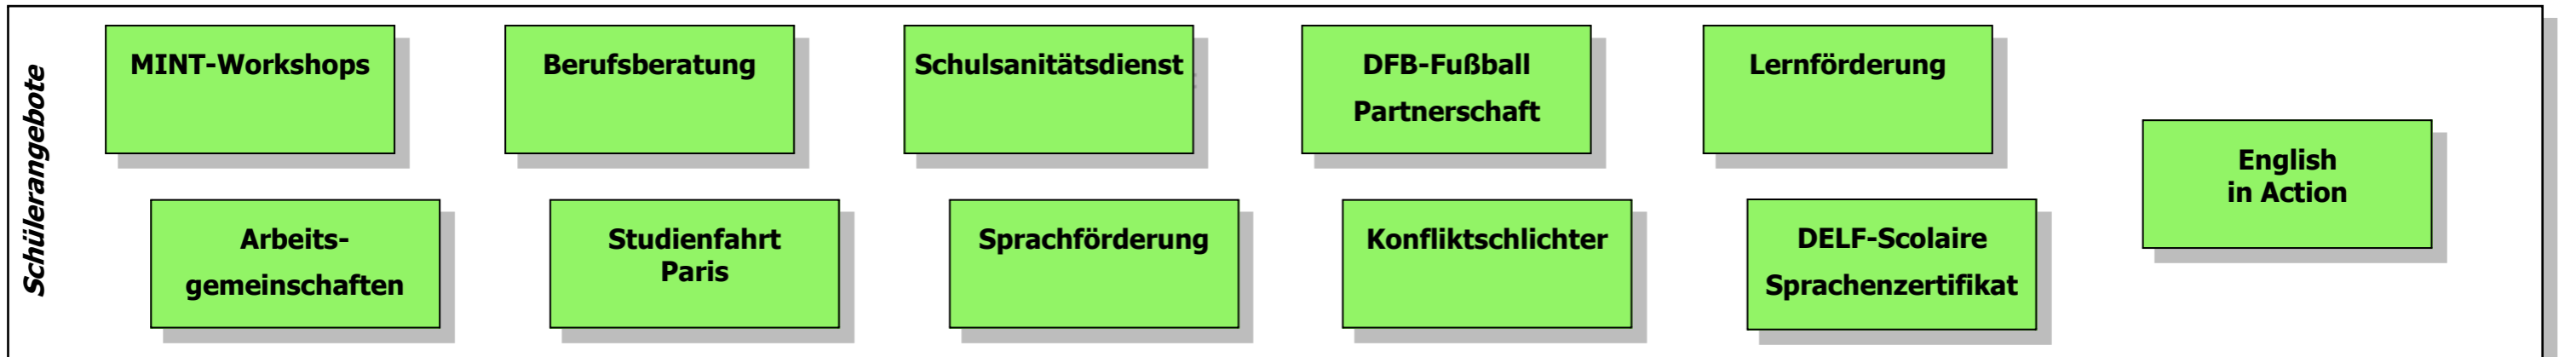 Schülerangebote
MINT-Workshops
Berufsberatung
Schulsanitätsdienst
DFB-Fußball
Partnerschaft
Lernförderung
English
in Action
Arbeits-
gemeinschaften
Studienfahrt
Paris
Sprachförderung
Konfliktschlichter
DELF-Scolaire
Sprachenzertifikat